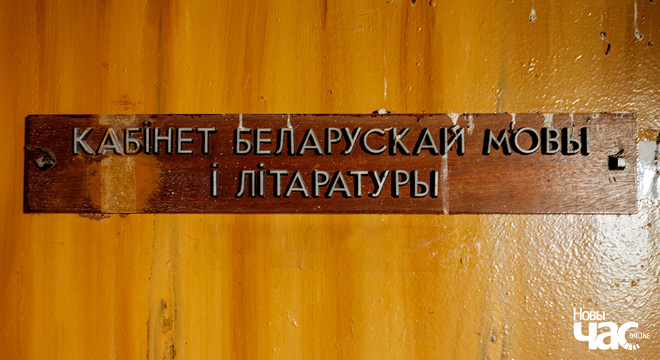 КАБІНЕТ БЕЛАРУСКАЙ МОВЫ
І ЛІТАРАТУРЫ
Новы
Час
ONLINE